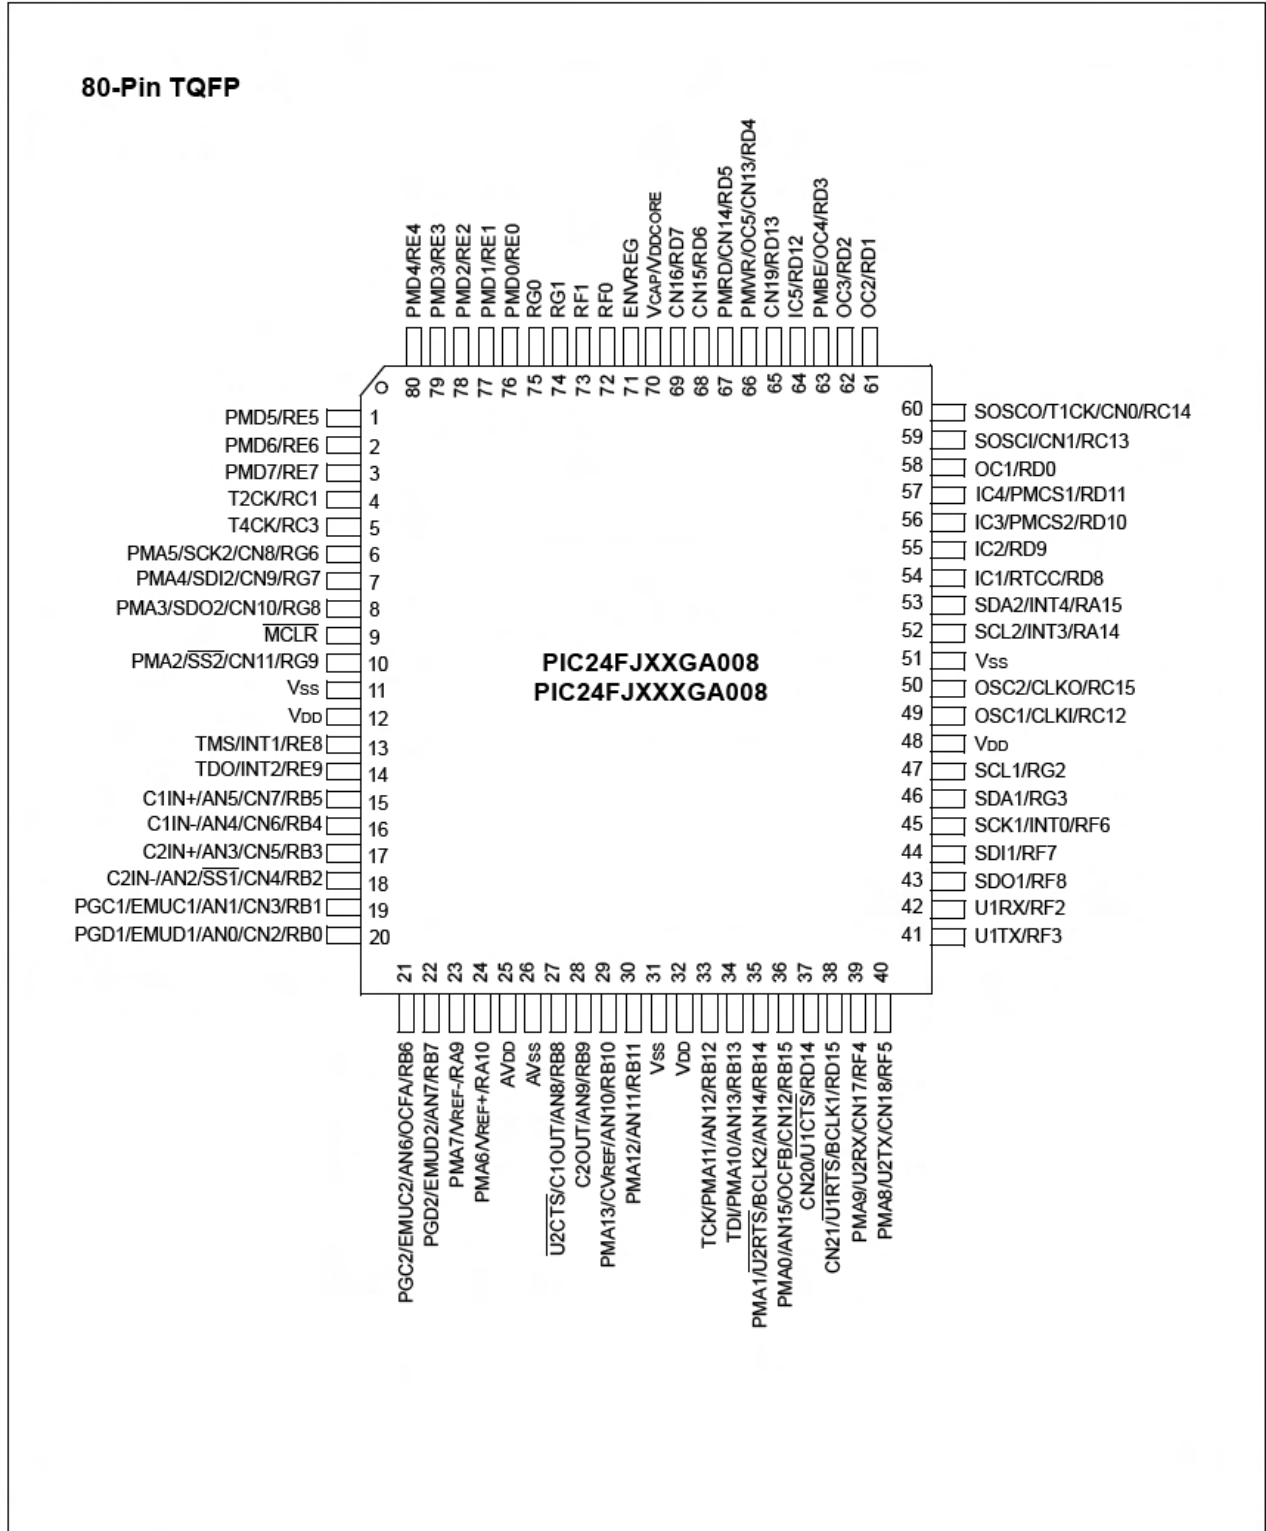 80-Pin TQFP
PMD4/RE4
PMD3/RE3
PMD2/RE2
PMD1/RE1
PMD0/RE0
RG0
RG1
RF1
RF0
ENVREG
VCAP/VDDCORE
CN16/RD7
CN15/RD6
PMRD/CN14/RD5
PMWR/OC5/CN13/RD4
CN19/RD13
IC5/RD12
PMBE/OC4/RD3
OC3/RD2
OC2/RD1
80 79 78 77 76 75 74 73 72 71 70 69 68 67 66 65 64 63 62 61
PMD5/RE5 1
PMD6/RE6 2
PMD7/RE7 3
T2CK/RC1 4
T4CK/RC3 5
PMA5/SCK2/CN8/RG6 6
PMA4/SDI2/CN9/RG7 7
PMA3/SDO2/CN10/RG8 8
MCLR 9
PMA2/SS2/CN11/RG9 10
VSS 11
VDD 12
TMS/INT1/RE8 13
TDO/INT2/RE9 14
C1IN+/AN5/CN7/RB5 15
C1IN-/AN4/CN6/RB4 16
C2IN+/AN3/CN5/RB3 17
C2IN-/AN2/SS1/CN4/RB2 18
PGC1/EMUC1/AN1/CN3/RB1 19
PGD1/EMUD1/AN0/CN2/RB0 20
PIC24FJXXGA008
PIC24FJXXXGA008
60 SOSCO/T1CK/CN0/RC14
59 SOSCI/CN1/RC13
58 OC1/RD0
57 IC4/PMCS1/RD11
56 IC3/PMCS2/RD10
55 IC2/RD9
54 IC1/RTCC/RD8
53 SDA2/INT4/RA15
52 SCL2/INT3/RA14
51 VSS
50 OSC2/CLKO/RC15
49 OSC1/CLKI/RC12
48 VDD
47 SCL1/RG2
46 SDA1/RG3
45 SCK1/INT0/RF6
44 SDI1/RF7
43 SDO1/RF8
42 U1RX/RF2
41 U1TX/RF3
21 22 23 24 25 26 27 28 29 30 31 32 33 34 35 36 37 38 39 40
PGC2/EMUC2/AN6/OCFA/RB6
PGD2/EMUD2/AN7/RB7
PMA7/VREF-/RA9
PMA6/VREF+/RA10
AVDD
AVSS
U2CTS/C1OUT/AN8/RB8
C2OUT/AN9/RB9
PMA13/CVREF/AN10/RB10
PMA12/AN11/RB11
VSS
VDD
TCK/PMA11/AN12/RB12
TDI/PMA10/AN13/RB13
PMA1/U2RTS/BCLK2/AN14/RB14
PMA0/AN15/OCFB/CN12/RB15
CN20/U1CTS/RD14
CN21/U1RTS/BCLK1/RD15
PMA9/U2RX/CN17/RF4
PMA8/U2TX/CN18/RF5